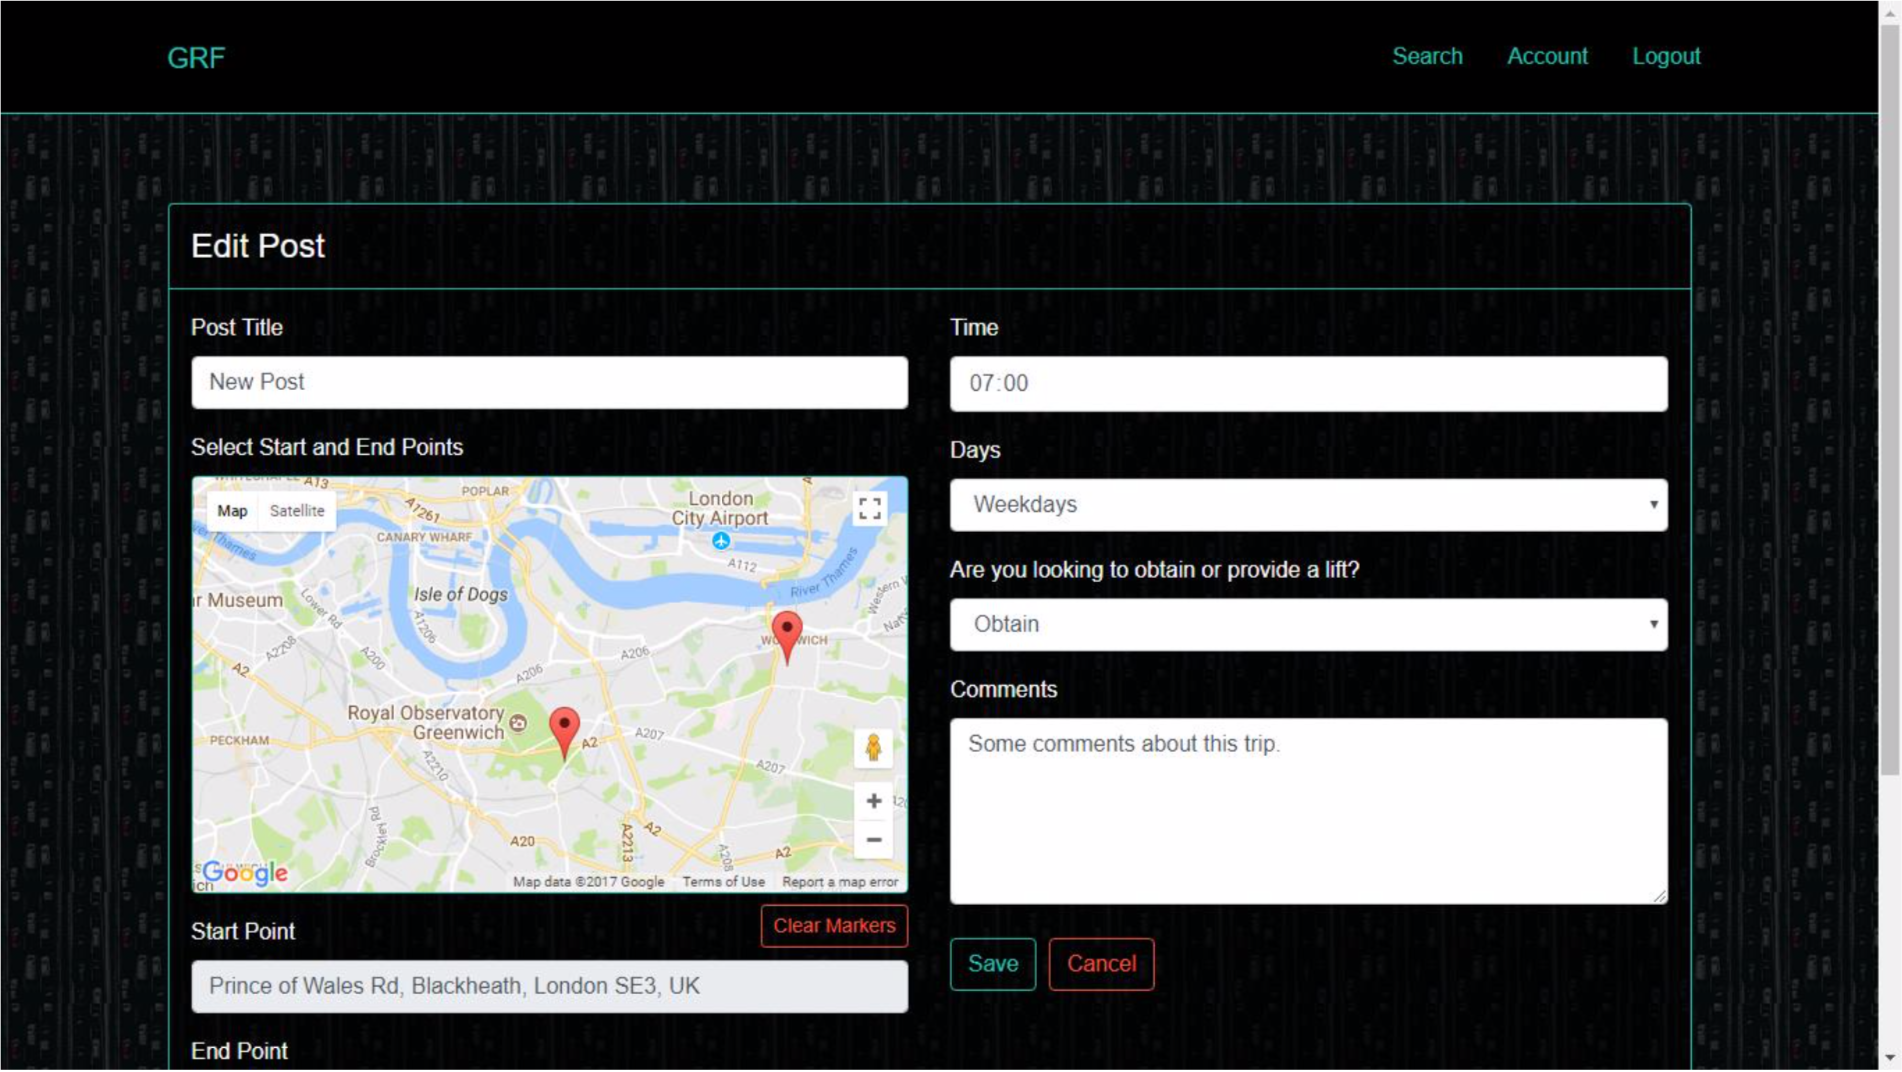 GRF
Search
Account
Logout
Edit Post
Post Title
New Post
Select Start and End Points
Map
Satellite
A13
POPLAR
A1261
CANARY WHARF
London
City Airport
A112
River Thames
Isle of Dogs
A1206
Museum
Lower Rd
A2208
A200
A2
A206
A206
WOOLWICH
Royal Observatory
Greenwich
A2
A207
A207
PECKHAM
A2210
Brockley Rd
A20
A2213
A2
A208
A2
Google
Map data ©2017 Google
Terms of Use
Report a map error
Start Point
Clear Markers
Prince of Wales Rd, Blackheath, London SE3, UK
End Point
Time
07:00
Days
Weekdays
Are you looking to obtain or provide a lift?
Obtain
Comments
Some comments about this trip.
Save
Cancel